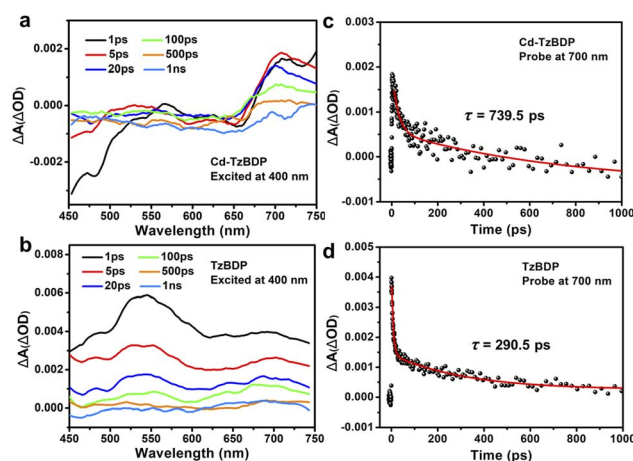 a
1ps 100ps
5ps 500ps
20ps 1ns
0.002
0.000
-0.002
ΔA(ΔOD)
Cd-TzBDP
Excited at 400 nm
450 500 550 600 650 700 750
Wavelength (nm)
c
Cd-TzBDP
Probe at 700 nm
τ = 739.5 ps
0.003
0.002
0.001
0.000
-0.001
ΔA(ΔOD)
0 200 400 600 800 1000
Time (ps)
b
1ps 100ps
5ps 500ps
20ps 1ns
TzBDP
Excited at 400 nm
0.008
0.006
0.004
0.002
0.000
ΔA(ΔOD)
450 500 550 600 650 700 750
Wavelength (nm)
d
TzBDP
Probe at 700 nm
τ = 290.5 ps
0.005
0.004
0.003
0.002
0.001
0.000
-0.001
ΔA(ΔOD)
0 200 400 600 800 1000
Time (ps)